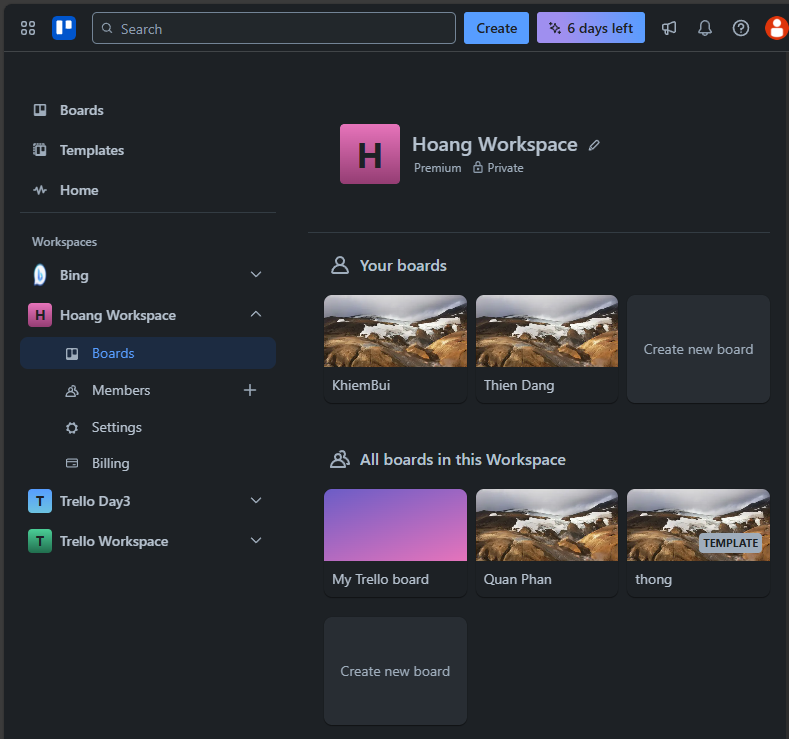 Search
Create
6 days left
Boards
Templates
Home
Workspaces
Bing
H
Hoang Workspace
Boards
Members
Settings
Billing
T
Trello Day3
T
Trello Workspace
H
Hoang Workspace
Premium
Private
Your boards
KhiemBui
Thien Dang
Create new board
All boards in this Workspace
My Trello board
Quan Phan
TEMPLATE
thong
Create new board